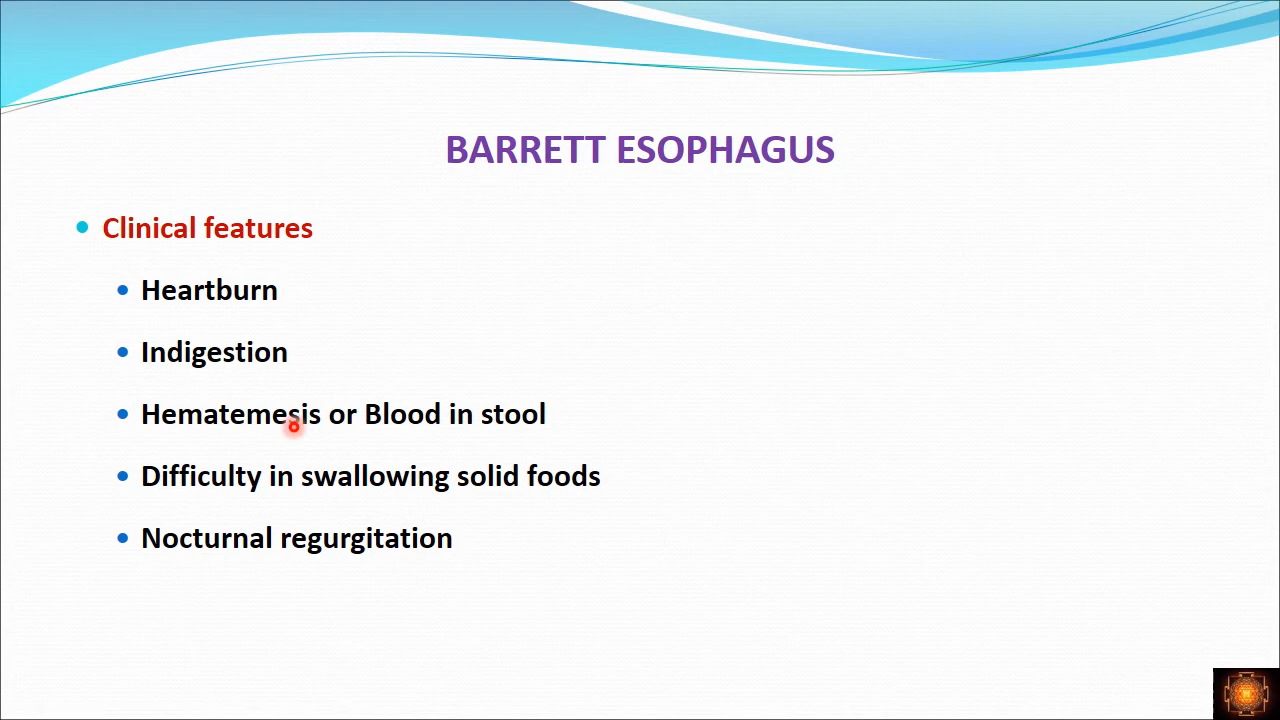 BARRETT ESOPHAGUS
Clinical features
Heartburn
Indigestion
Hematemesis or Blood in stool
Difficulty in swallowing solid foods
Nocturnal regurgitation